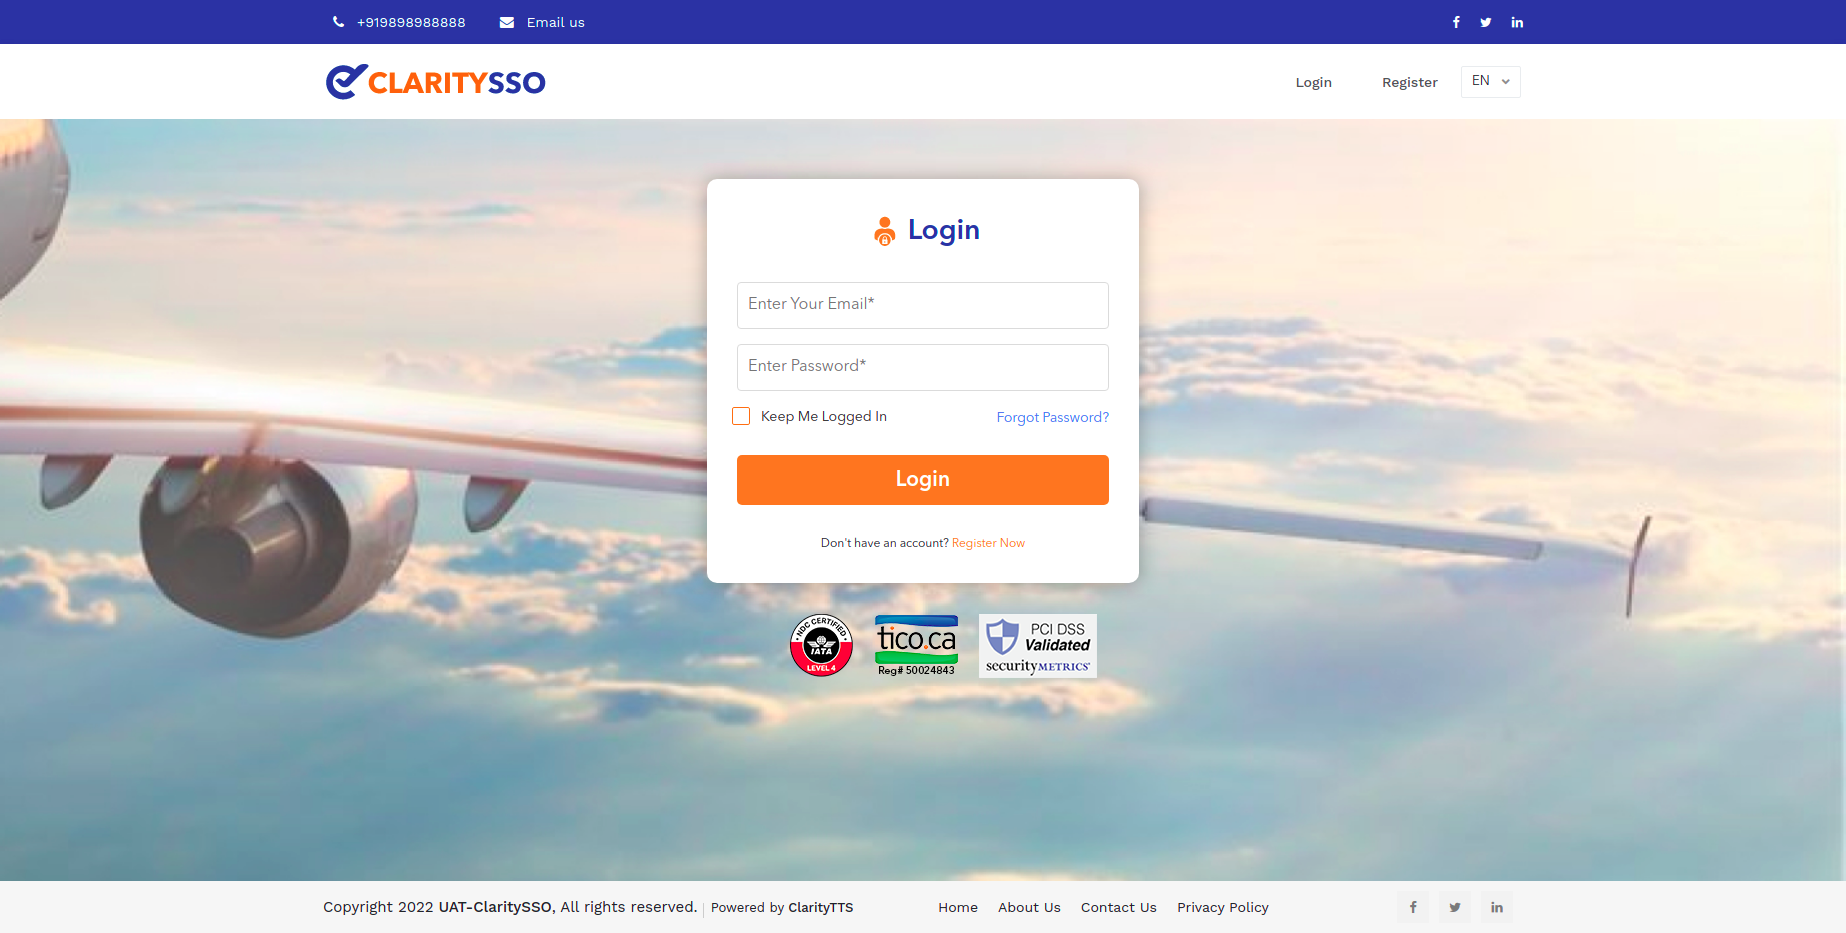 +919898988888
Email us
CLARITYSSO
Login
Register
EN
Login
Enter Your Email*
Enter Password*
Keep Me Logged In
Forgot Password?
Login
Don't have an account? Register Now
NDC CERTIFIED
IATA
LEVEL 4
tico.ca
Reg# 50024843
PCI DSS
Validated
securityMETRICS®
Copyright 2022 UAT-ClaritySSO, All rights reserved. | Powered by ClarityTTS
Home
About Us
Contact Us
Privacy Policy